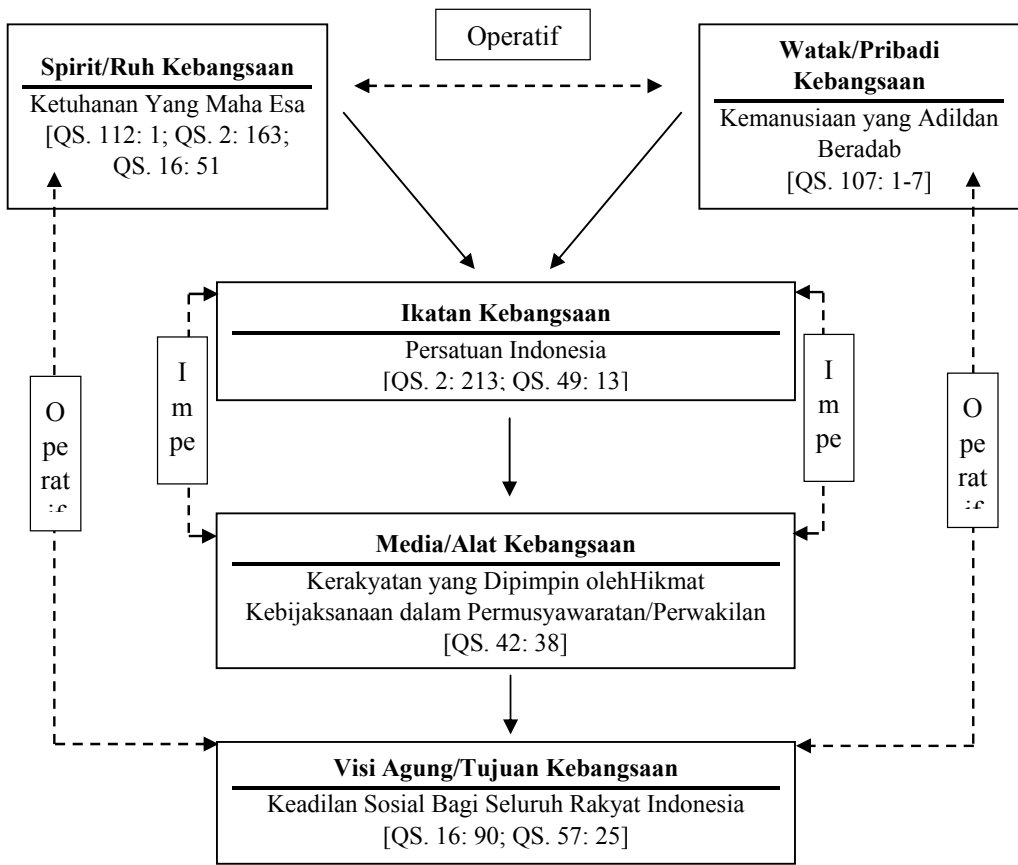 Operatif
Spirit/Ruh Kebangsaan
Ketuhanan Yang Maha Esa
[QS. 112: 1; QS. 2: 163;
QS. 16: 51
Watak/Pribadi
Kebangsaan
Kemanusiaan yang Adildan
Beradab
[QS. 107: 1-7]
Ikatan Kebangsaan
Persatuan Indonesia
[QS. 2: 213; QS. 49: 13]
I
m
pe
I
m
pe
O
pe
rat
if
O
pe
rat
if
Media/Alat Kebangsaan
Kerakyatan yang Dipimpin olehHikmat
Kebijaksanaan dalam Permusyawaratan/Perwakilan
[QS. 42: 38]
Visi Agung/Tujuan Kebangsaan
Keadilan Sosial Bagi Seluruh Rakyat Indonesia
[QS. 16: 90; QS. 57: 25]